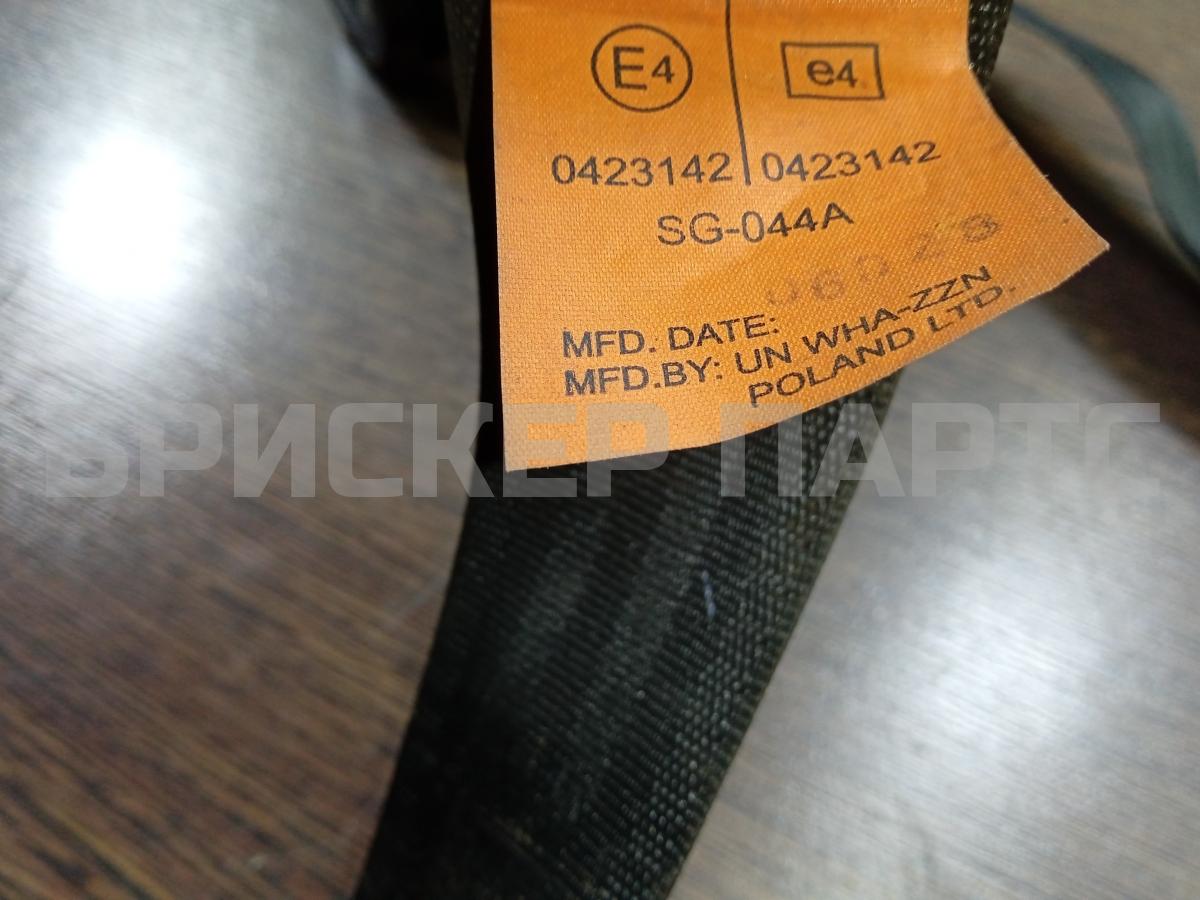 E4 e4
0423142 0423142
SG-044A
MFD. DATE:
MFD.BY: UN WHA-ZZN
POLAND LTD.
БРИСКЕР ПАРТС